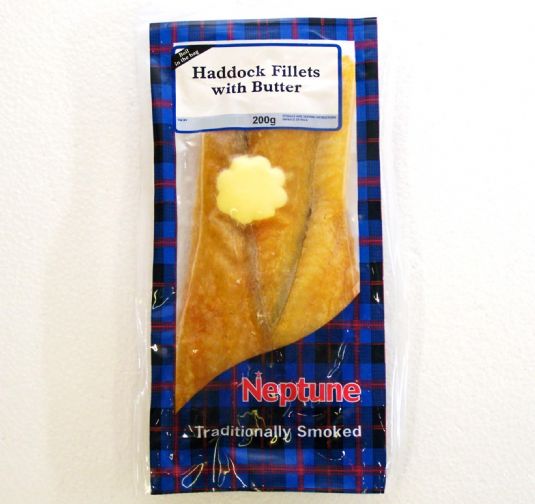 Boil
in the bag
Haddock Fillets
with Butter
200g
Neptune
Traditionally Smoked